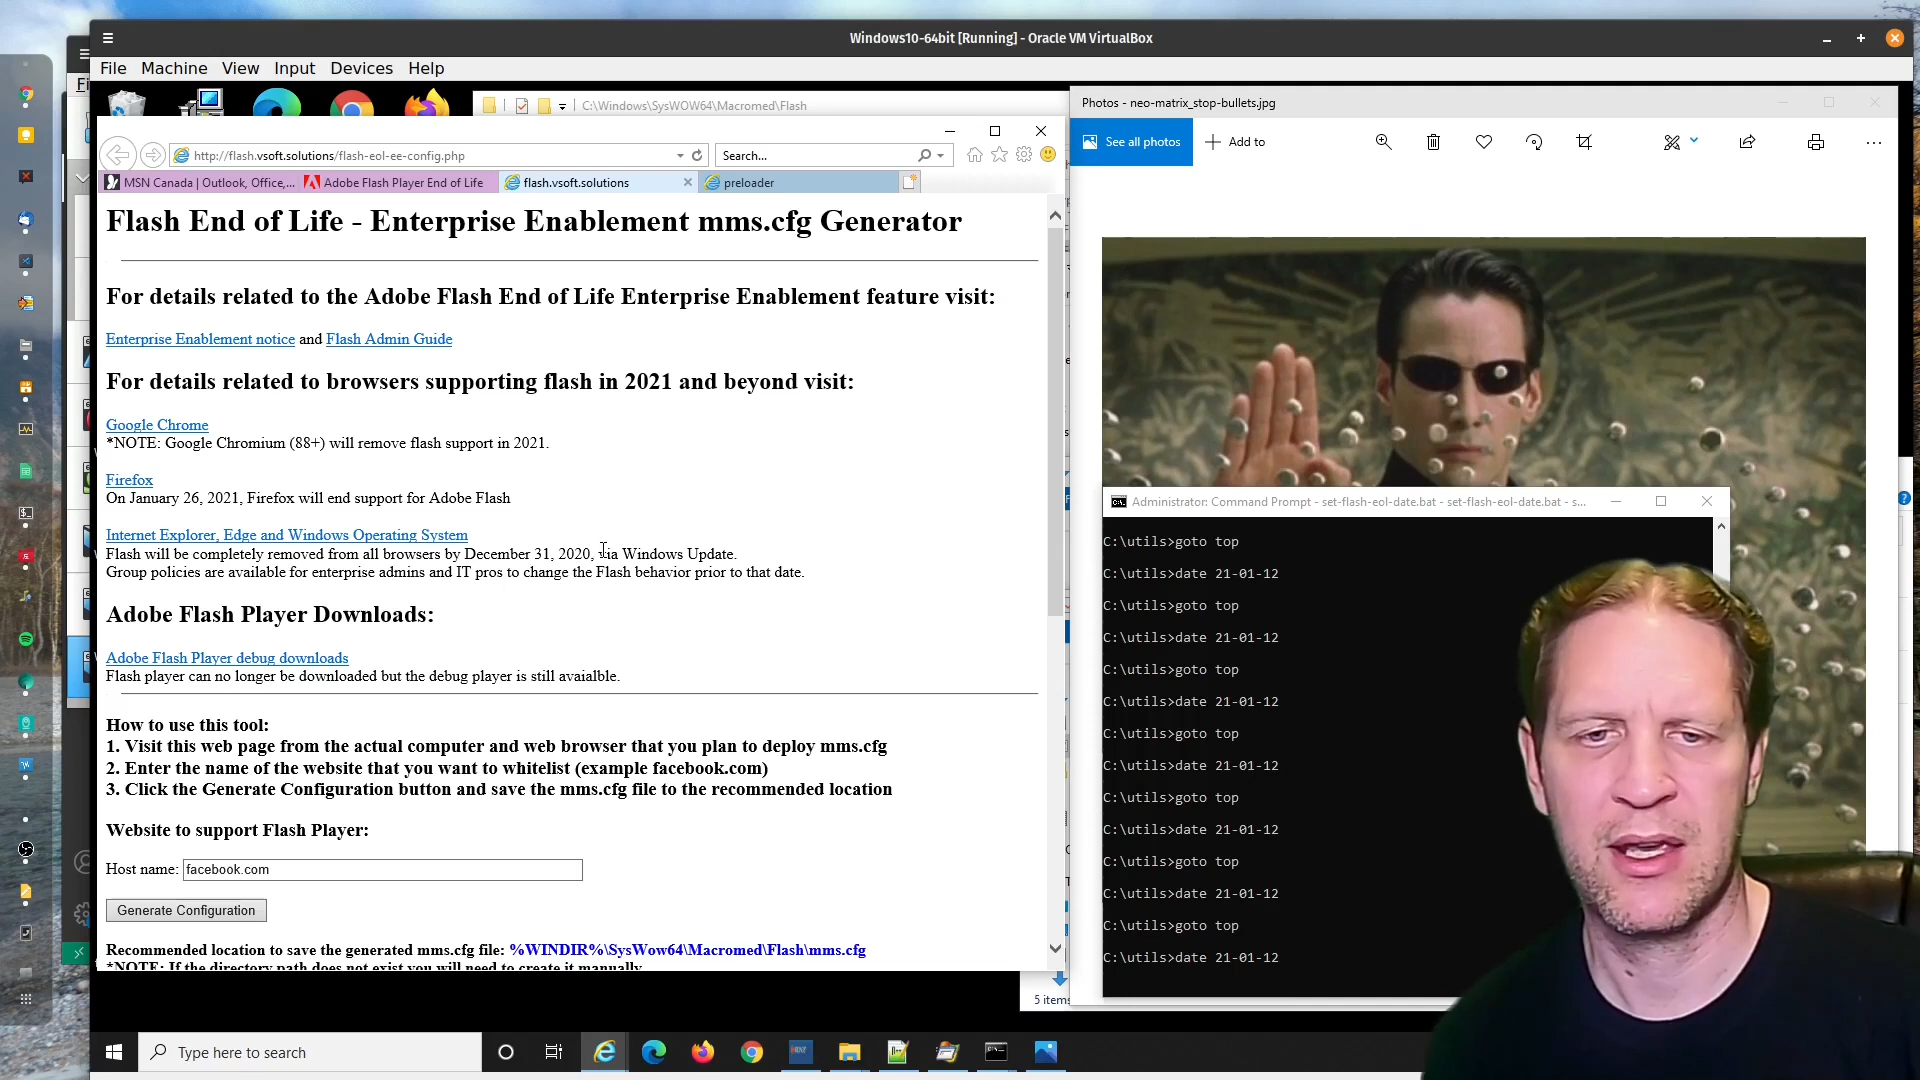 Windows10-64bit [Running] - Oracle VM VirtualBox
File Machine View Input Devices Help
C:\Windows\SysWOW64\Macromed\Flash
Photos - neo-matrix_stop-bullets.jpg
See all photos
Add to
http://flash.vsoft.solutions/flash-eol-ee-config.php
Search...
MSN Canada | Outlook, Office,...
Adobe Flash Player End of Life
flash.vsoft.solutions
preloader
Flash End of Life - Enterprise Enablement mms.cfg Generator
For details related to the Adobe Flash End of Life Enterprise Enablement feature visit:
Enterprise Enablement notice and Flash Admin Guide
For details related to browsers supporting flash in 2021 and beyond visit:
Google Chrome
*NOTE: Google Chromium (88+) will remove flash support in 2021.
Firefox
On January 26, 2021, Firefox will end support for Adobe Flash
Internet Explorer, Edge and Windows Operating System
Flash will be completely removed from all browsers by December 31, 2020, via Windows Update.
Group policies are available for enterprise admins and IT pros to change the Flash behavior prior to that date.
Adobe Flash Player Downloads:
Adobe Flash Player debug downloads
Flash player can no longer be downloaded but the debug player is still avaialble.
How to use this tool:
1. Visit this web page from the actual computer and web browser that you plan to deploy mms.cfg
2. Enter the name of the website that you want to whitelist (example facebook.com)
3. Click the Generate Configuration button and save the mms.cfg file to the recommended location
Website to support Flash Player:
Host name: facebook.com
Generate Configuration
Recommended location to save the generated mms.cfg file: %WINDIR%\SysWow64\Macromed\Flash\mms.cfg
*NOTE: If the directory path does not exist you will need to create it manually
5 items
Administrator: Command Prompt - set-flash-eol-date.bat - set-flash-eol-date.bat - s...
C:\utils>goto top
C:\utils>date 21-01-12
C:\utils>goto top
C:\utils>date 21-01-12
C:\utils>goto top
C:\utils>date 21-01-12
C:\utils>goto top
C:\utils>date 21-01-12
C:\utils>goto top
C:\utils>date 21-01-12
C:\utils>goto top
C:\utils>date 21-01-12
C:\utils>goto top
C:\utils>date 21-01-12
Type here to search